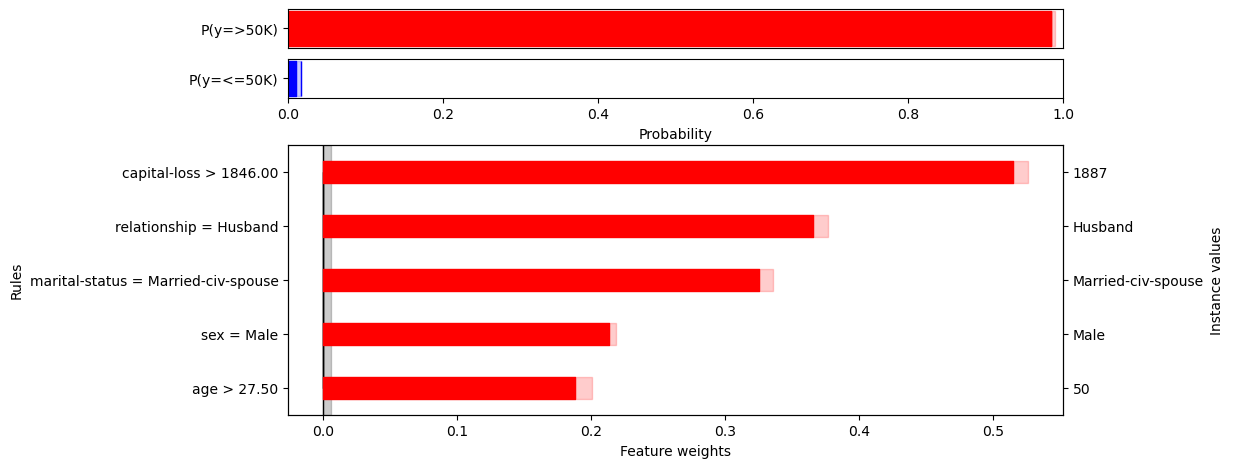 P(y=>50K)
P(y=<=50K)
0.0 0.2 0.4 0.6 0.8 1.0
Probability
capital-loss > 1846.00 1887
relationship = Husband Husband
marital-status = Married-civ-spouse Married-civ-spouse
sex = Male Male
age > 27.50 50
Rules
Instance values
0.0 0.1 0.2 0.3 0.4 0.5
Feature weights